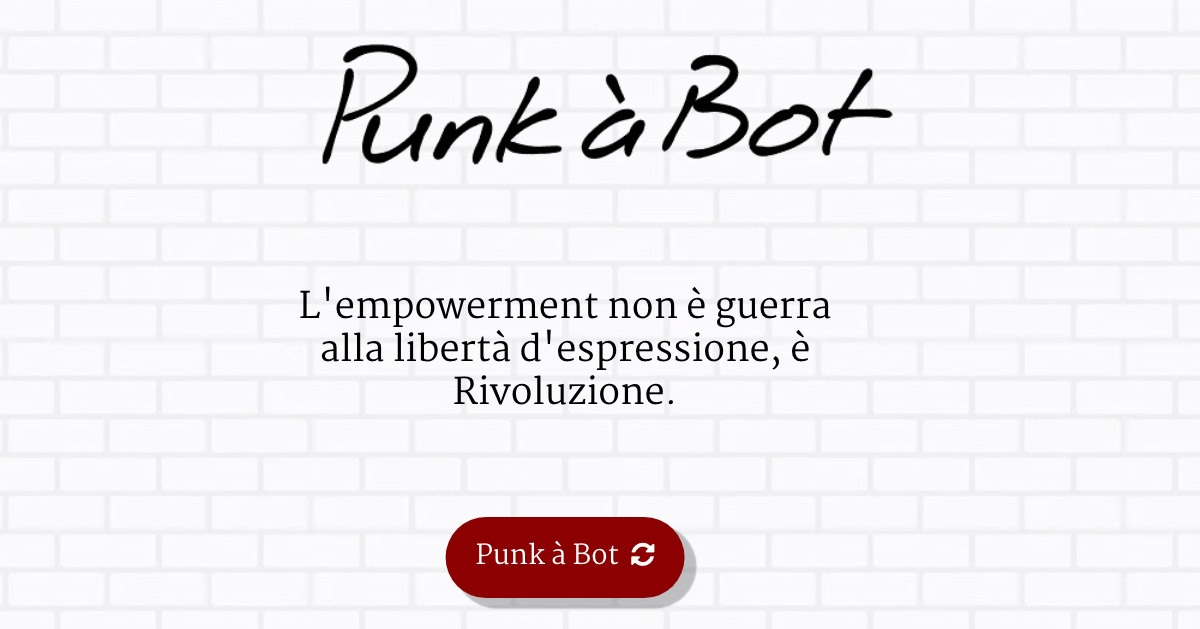 Punk à Bot
L'empowerment non è guerra
alla libertà d'espressione, è
Rivoluzione.
Punk à Bot